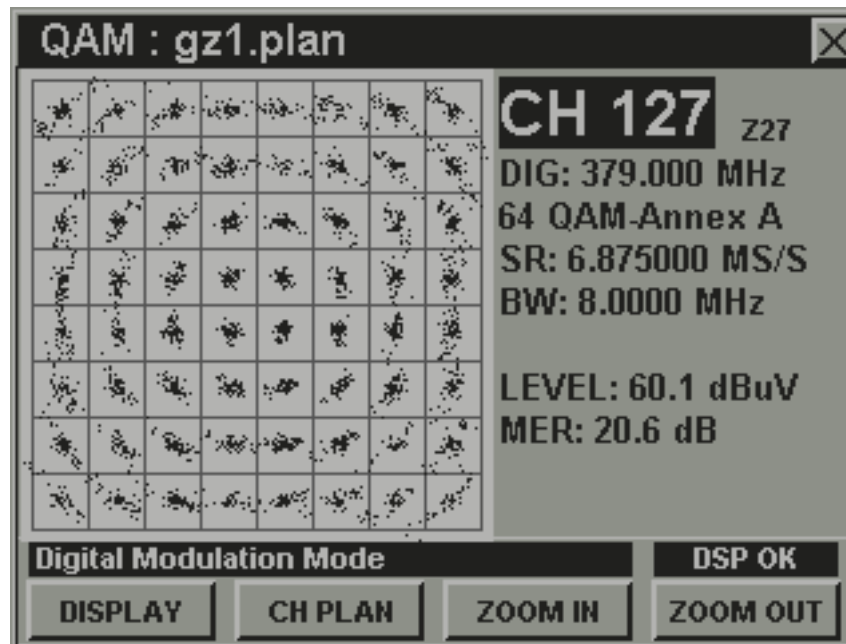 QAM : gz1.plan
CH 127 Z27
DIG: 379.000 MHz
64 QAM-Annex A
SR: 6.875000 MS/S
BW: 8.0000 MHz
LEVEL: 60.1 dBuV
MER: 20.6 dB
Digital Modulation Mode
DSP OK
DISPLAY
CH PLAN
ZOOM IN
ZOOM OUT